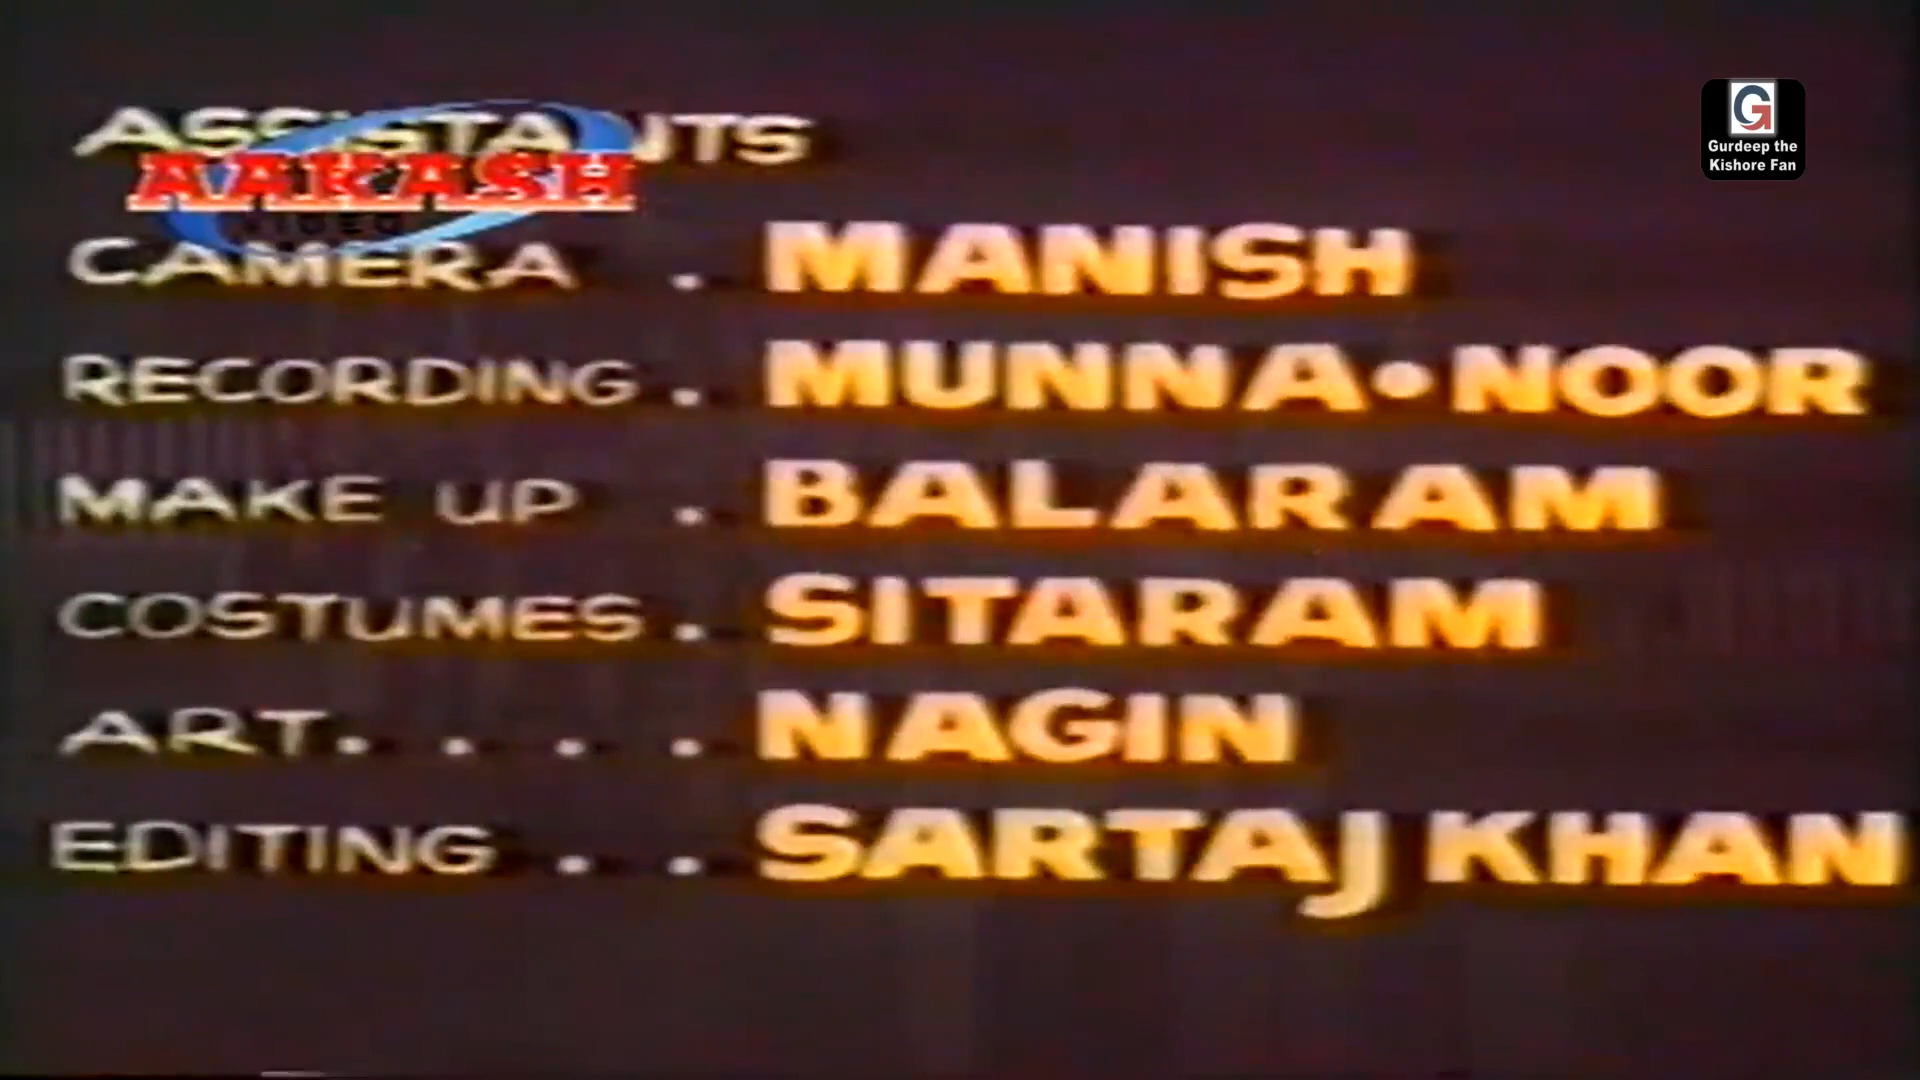 ASSISTANTS
AAKASH
VIDEO
CAMERA . MANISH
RECORDING . MUNNA • NOOR
MAKE UP . BALARAM
COSTUMES . SITARAM
ART . . . . NAGIN
EDITING . . SARTAJ KHAN
G
Gurdeep the
Kishore Fan